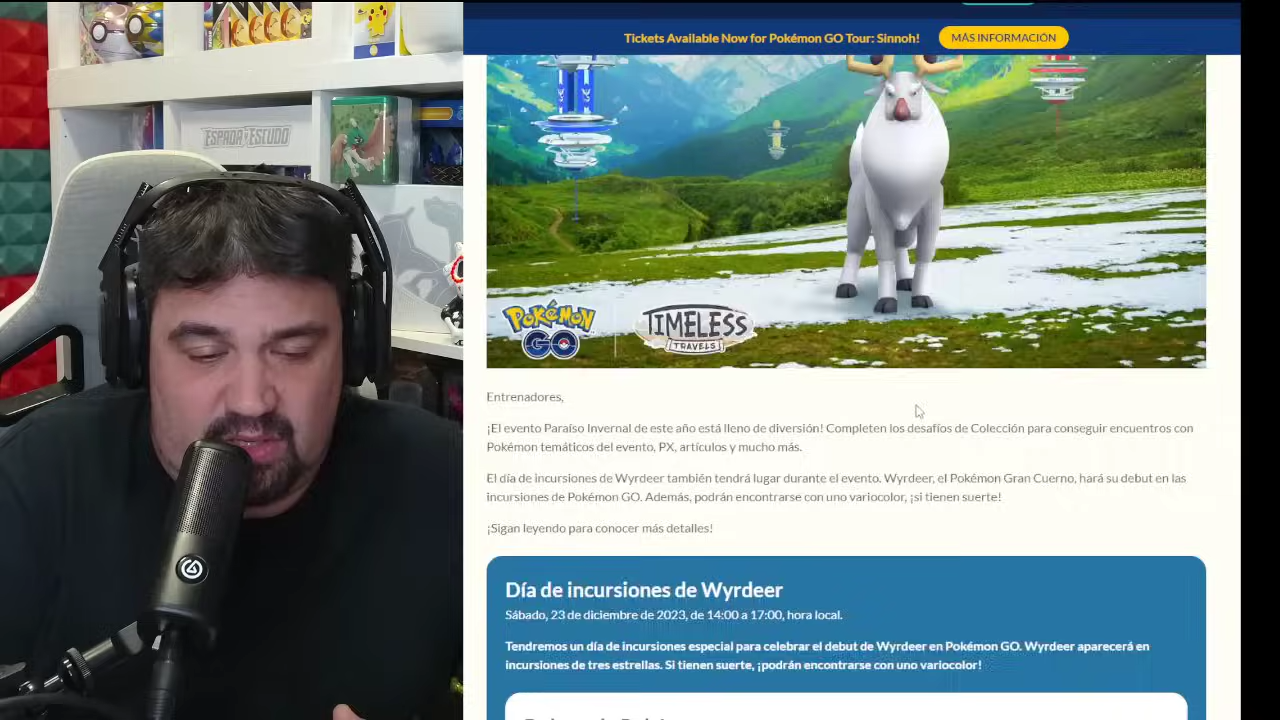 Tickets Available Now for Pokémon GO Tour: Sinnoh!
MÁS INFORMACIÓN
ESPADA Y ESCUDO
POKÉMON
GO
TIMELESS
TRAVELS
Entrenadores,
¡El evento Paraíso Invernal de este año está lleno de diversión! Completen los desafíos de Colección para conseguir encuentros con
Pokémon temáticos del evento, PX, artículos y mucho más.
El día de incursiones de Wyrdeer también tendrá lugar durante el evento. Wyrdeer, el Pokémon Gran Cuerno, hará su debut en las
incursiones de Pokémon GO. Además, podrán encontrarse con uno variocolor, ¡si tienen suerte!
¡Sigan leyendo para conocer más detalles!
Día de incursiones de Wyrdeer
Sábado, 23 de diciembre de 2023, de 14:00 a 17:00, hora local.
Tendremos un día de incursiones especial para celebrar el debut de Wyrdeer en Pokémon GO. Wyrdeer aparecerá en
incursiones de tres estrellas. Si tienen suerte, ¡podrán encontrarse con uno variocolor!